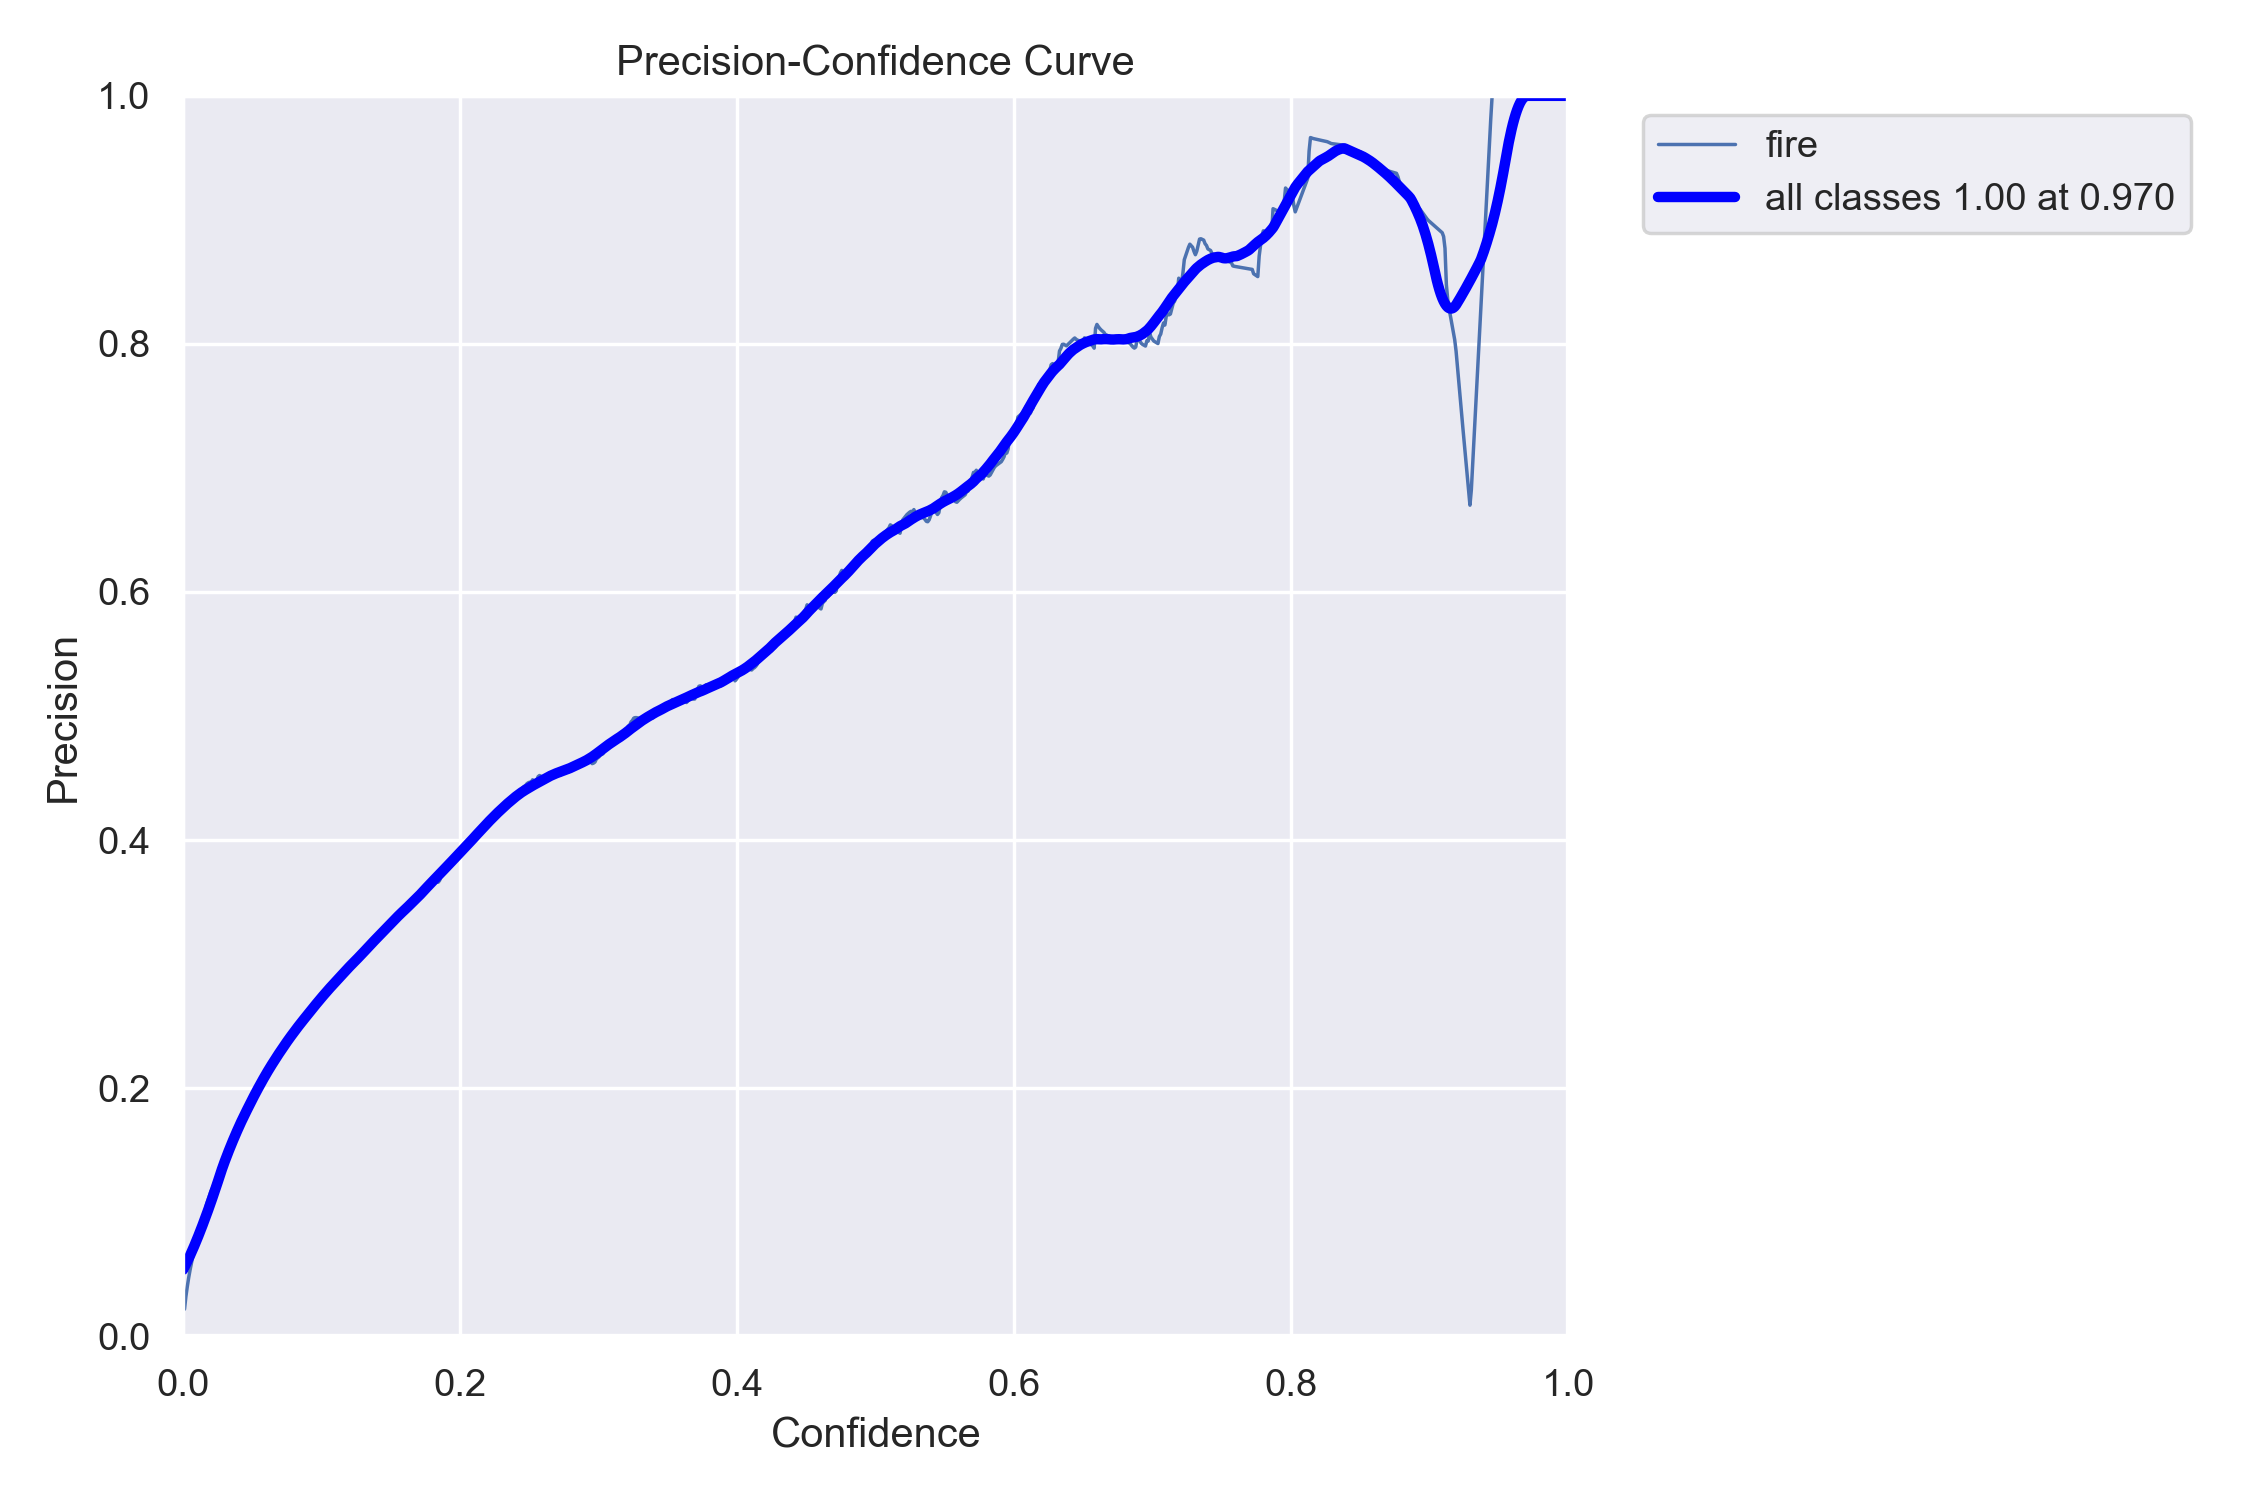 Precision-Confidence Curve
1.0
0.8
0.6
0.4
0.2
0.0
Precision
0.0 0.2 0.4 0.6 0.8 1.0
Confidence
fire
all classes 1.00 at 0.970